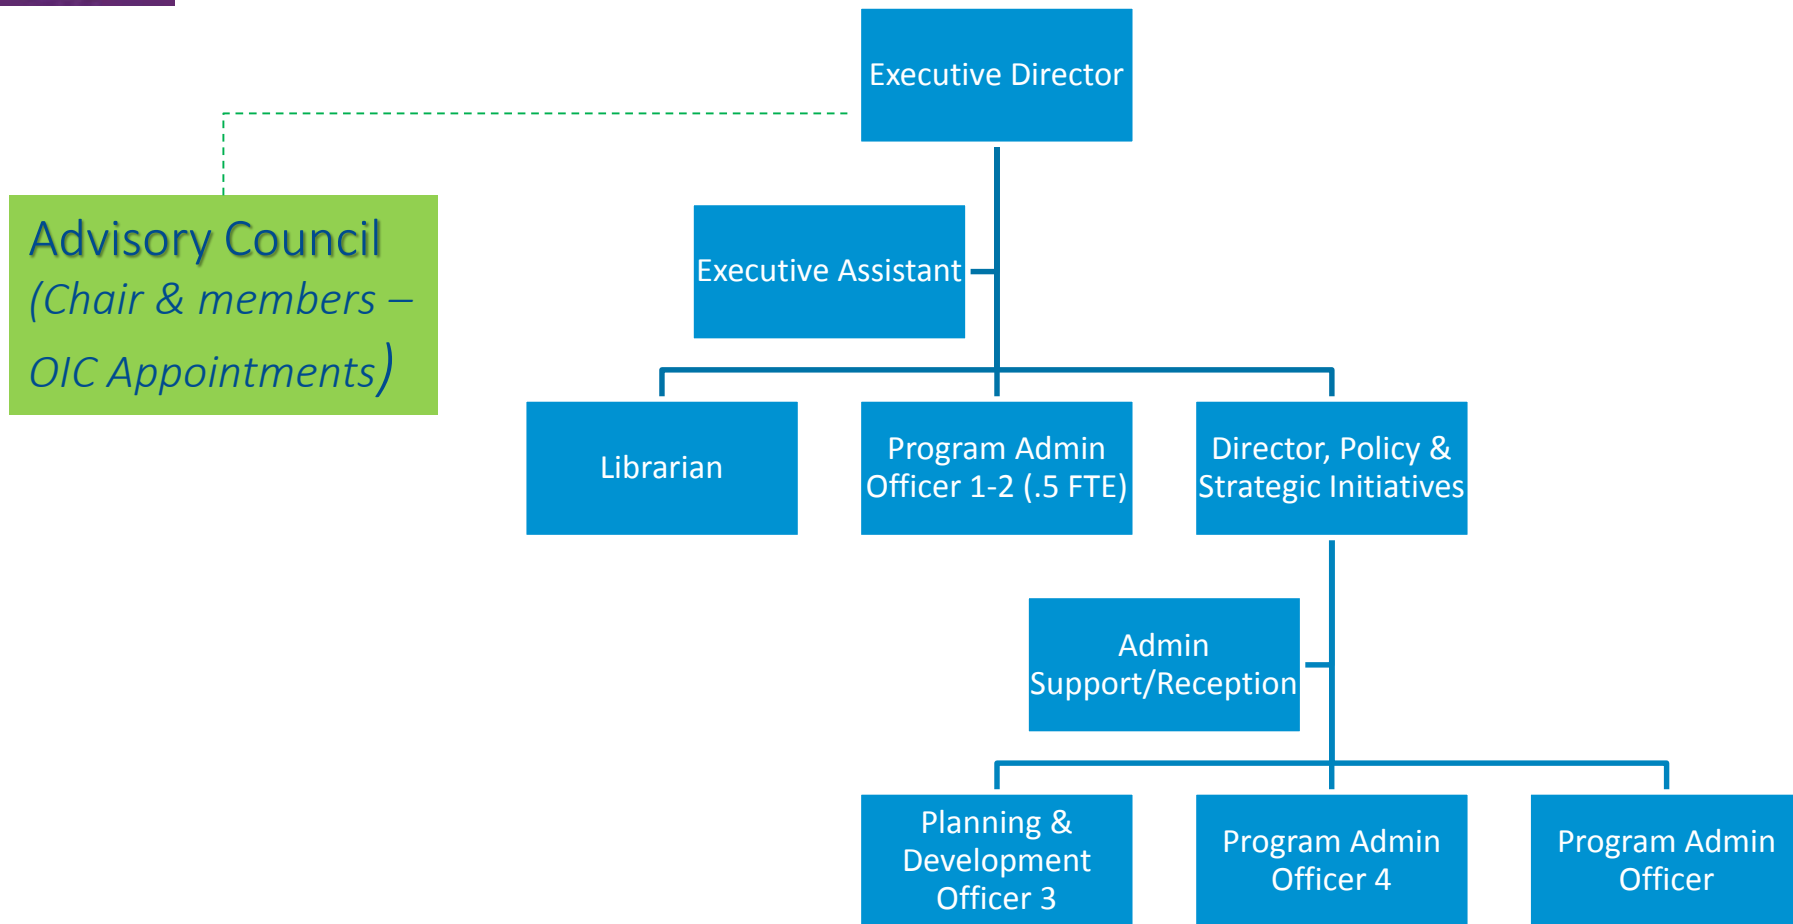 Executive Director
Advisory Council
(Chair & members –
OIC Appointments)
Executive Assistant
Librarian
Program Admin
Officer 1-2 (.5 FTE)
Director, Policy &
Strategic Initiatives
Admin
Support/Reception
Planning &
Development
Officer 3
Program Admin
Officer 4
Program Admin
Officer